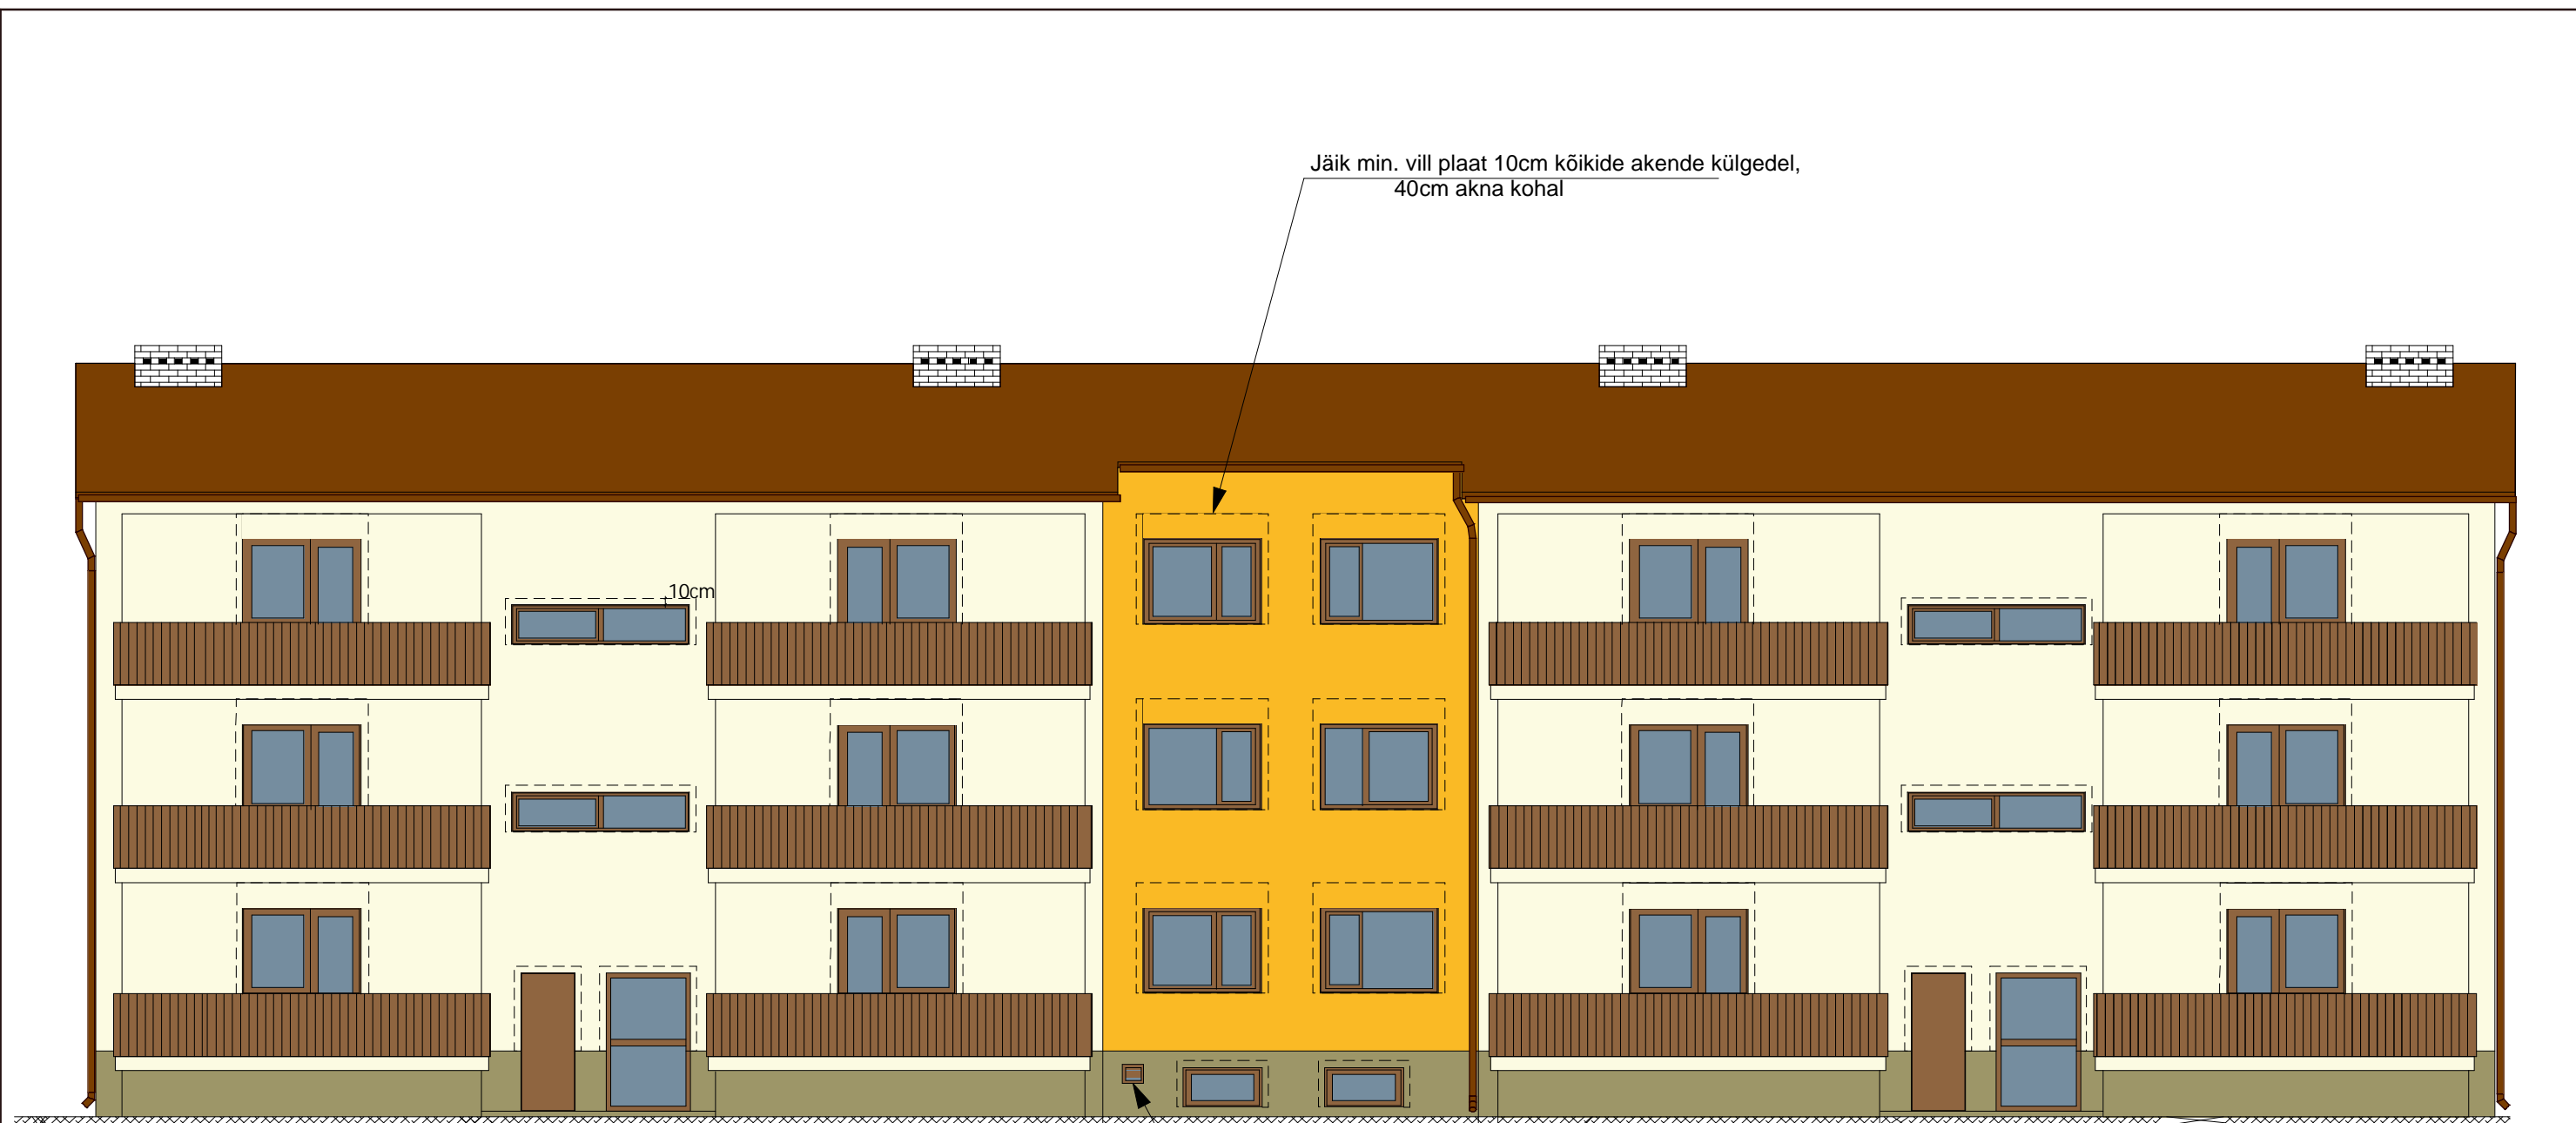 Jäik min. vill plaat 10cm kõikide akende külgedel,
40cm akna kohal
10cm